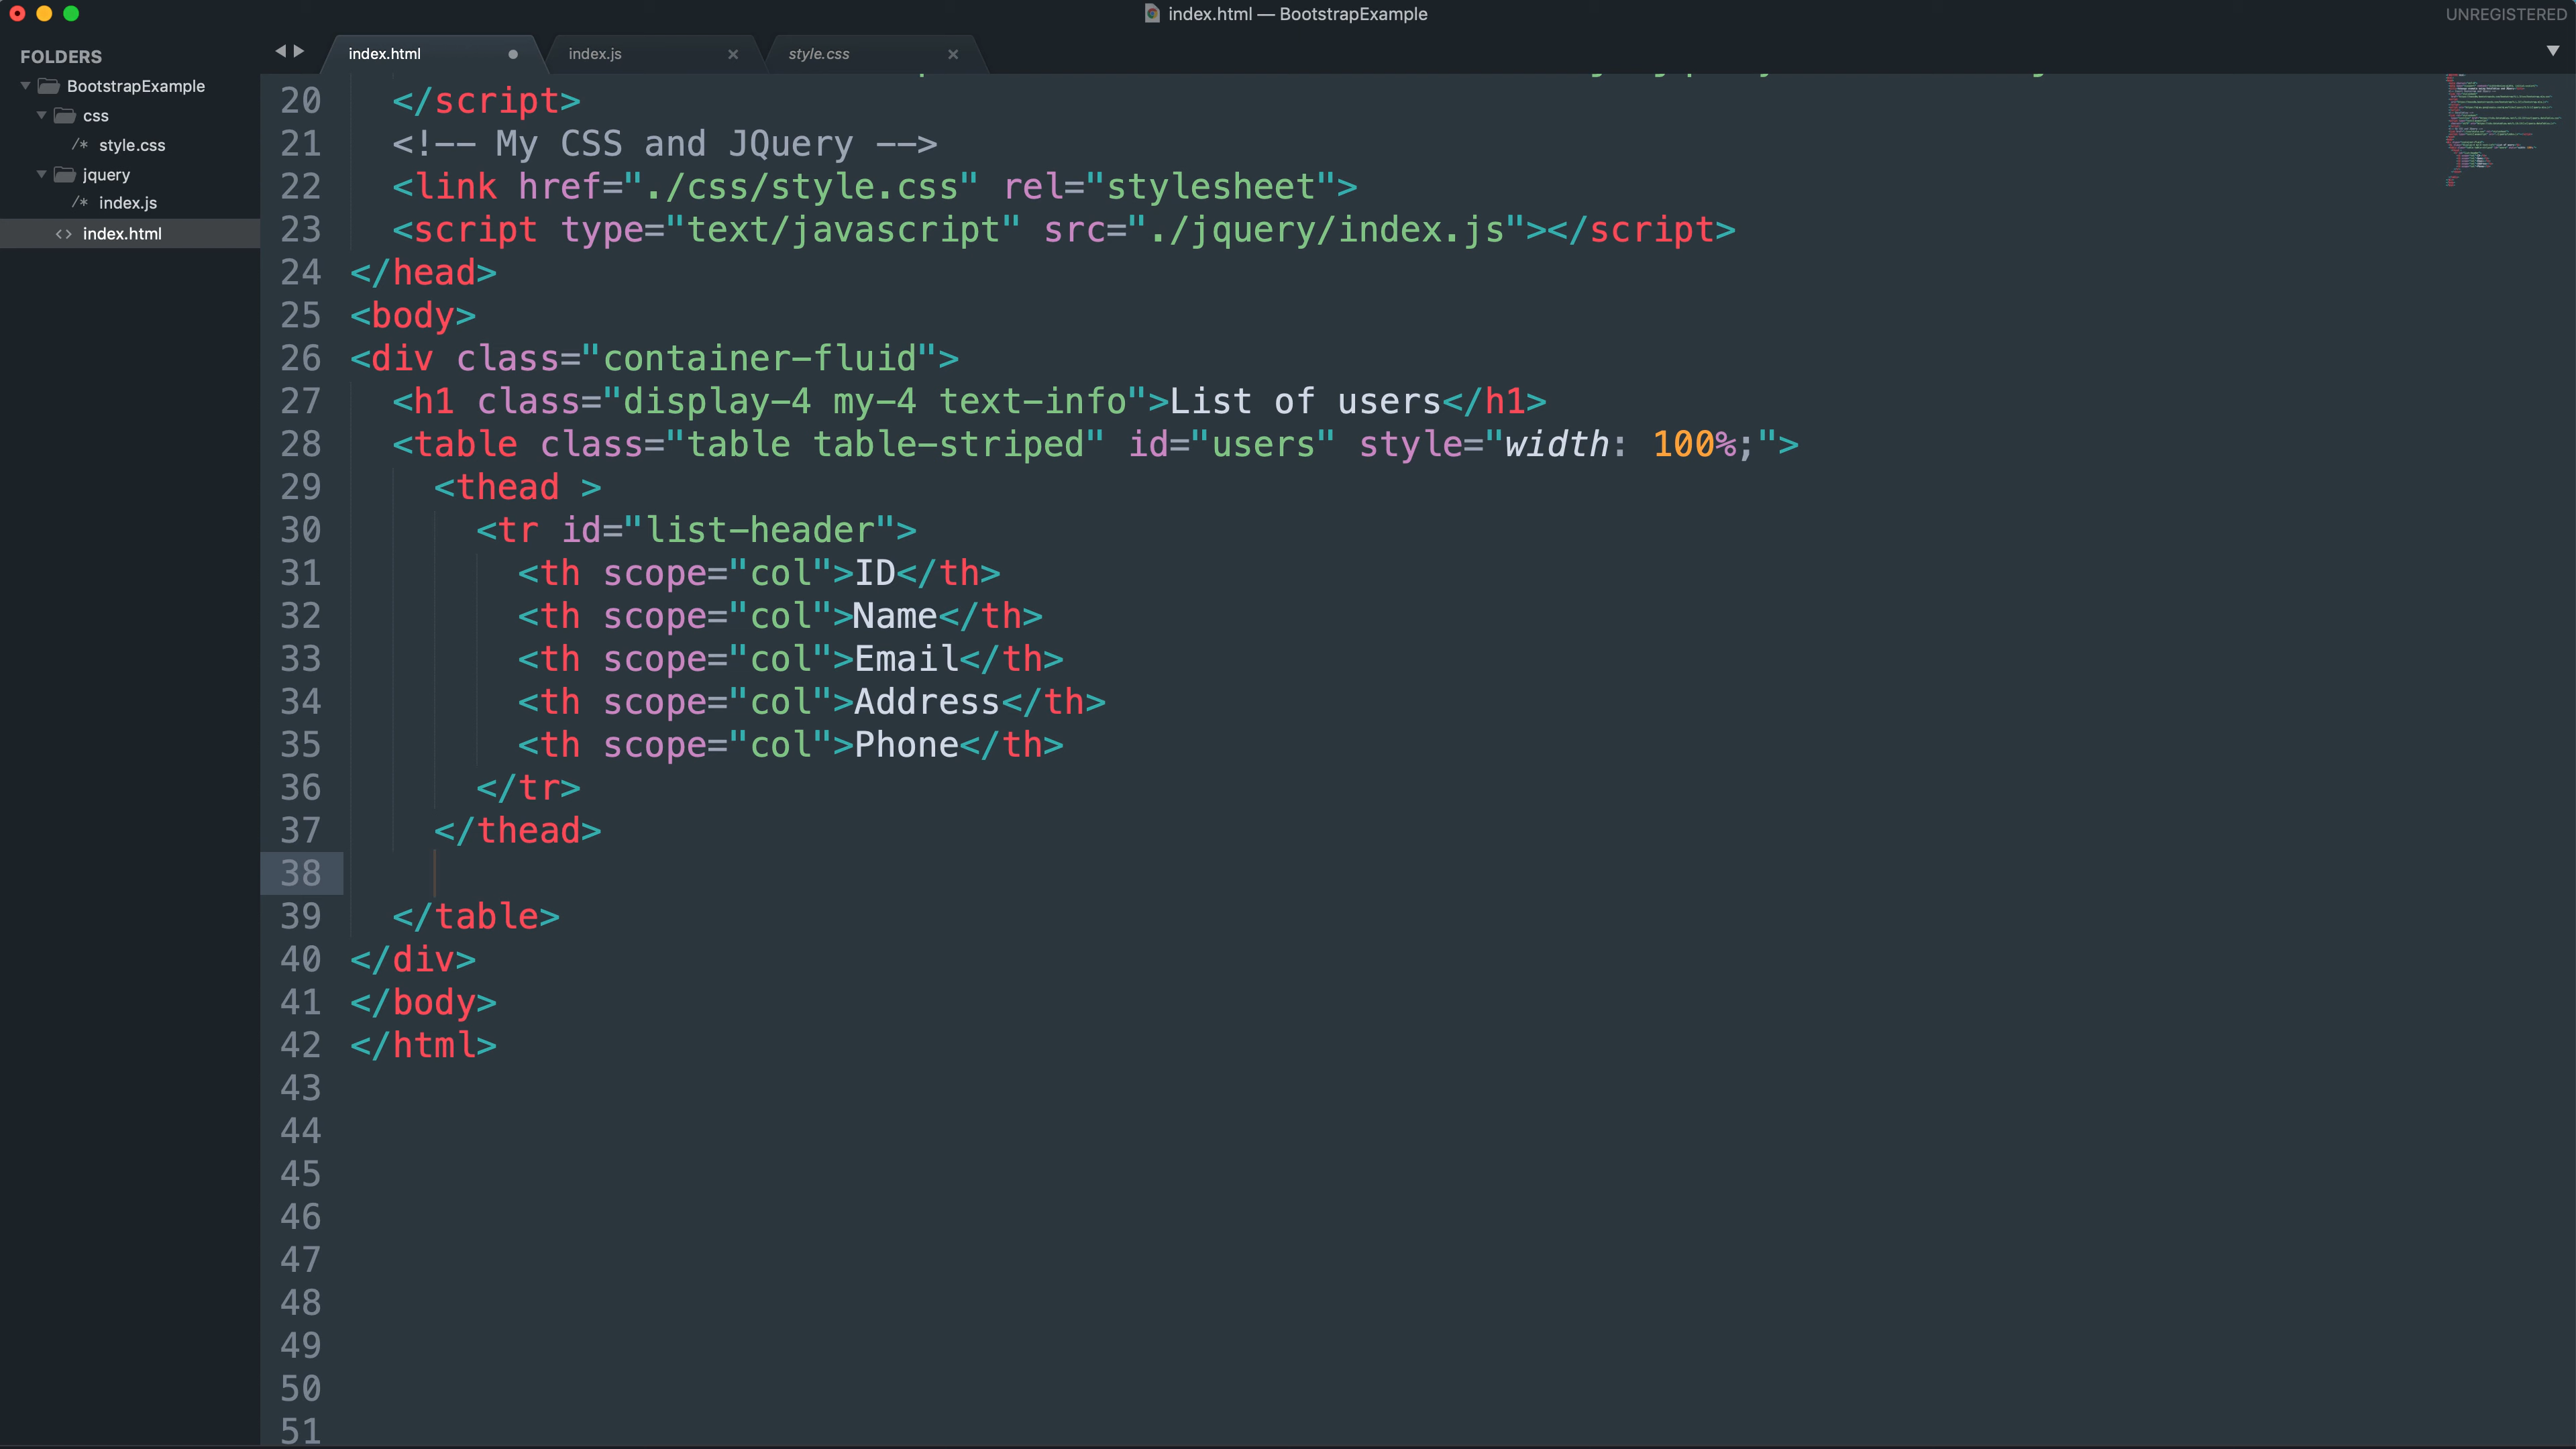 index.html — BootstrapExample
UNREGISTERED
FOLDERS
BootstrapExample
css
/* style.css
jquery
/* index.js
<> index.html
index.html
index.js
style.css
20 </script>
21 <!-- My CSS and JQuery -->
22 <link href="./css/style.css" rel="stylesheet">
23 <script type="text/javascript" src="./jquery/index.js"></script>
24 </head>
25 <body>
26 <div class="container-fluid">
27 <h1 class="display-4 my-4 text-info">List of users</h1>
28 <table class="table table-striped" id="users" style="width: 100%;">
29 <thead >
30 <tr id="list-header">
31 <th scope="col">ID</th>
32 <th scope="col">Name</th>
33 <th scope="col">Email</th>
34 <th scope="col">Address</th>
35 <th scope="col">Phone</th>
36 </tr>
37 </thead>
38
39 </table>
40 </div>
41 </body>
42 </html>
43
44
45
46
47
48
49
50
51